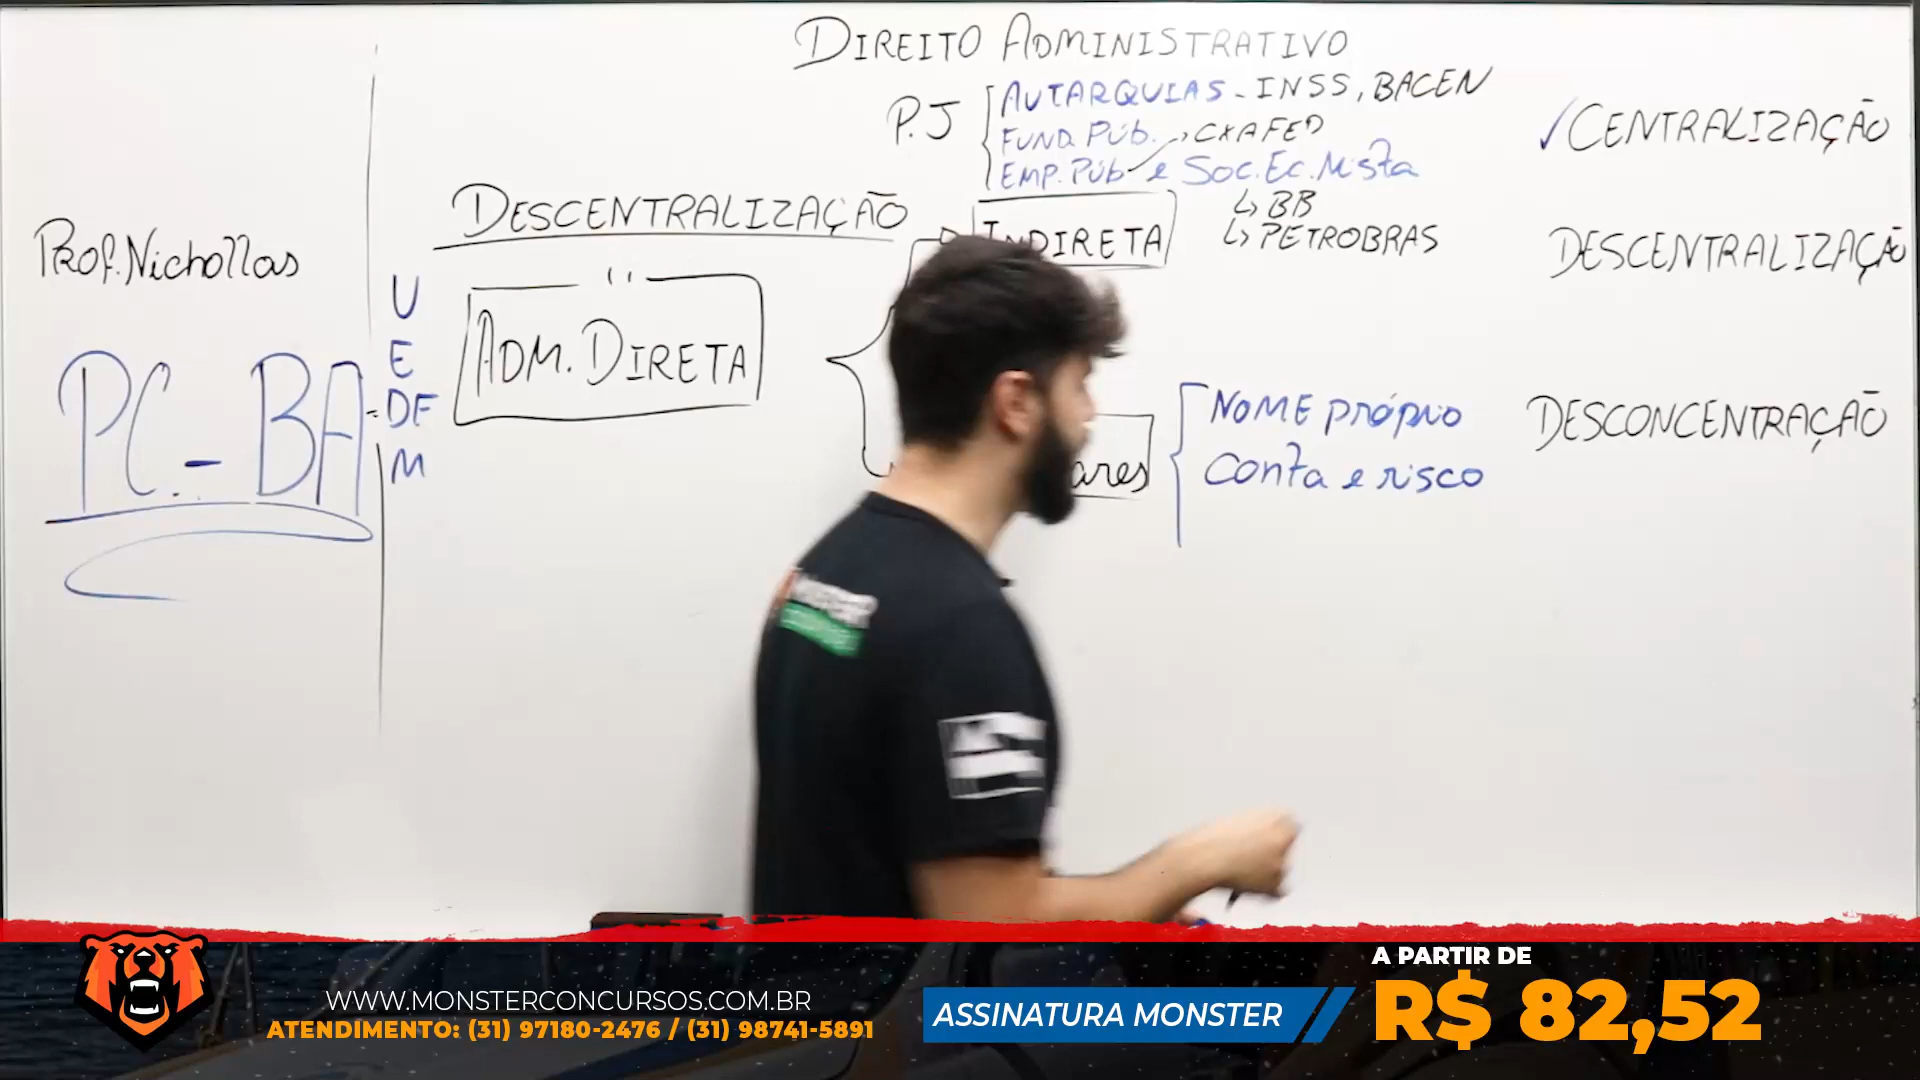 DIREITO ADMINISTRATIVO
P.J
AUTARQUIAS - INSS, BACEN
FUND. PÚB. → CXAFED
EMP. PÚB e Soc. Ec. Mista
↳ BB
↳ PETROBRAS
✓CENTRALIZAÇÃO
DESCENTRALIZAÇÃO
DESCONCENTRAÇÃO
DESCENTRALIZAÇÃO
INDIRETA
Prof. Nichollas
PC - BA
U
E
DF
M
ADM. DIRETA
ares
NOME próprio
Conta e risco
WWW.MONSTERCONCURSOS.COM.BR
ATENDIMENTO: (31) 97180-2476 / (31) 98741-5891
ASSINATURA MONSTER
A PARTIR DE
R$ 82,52